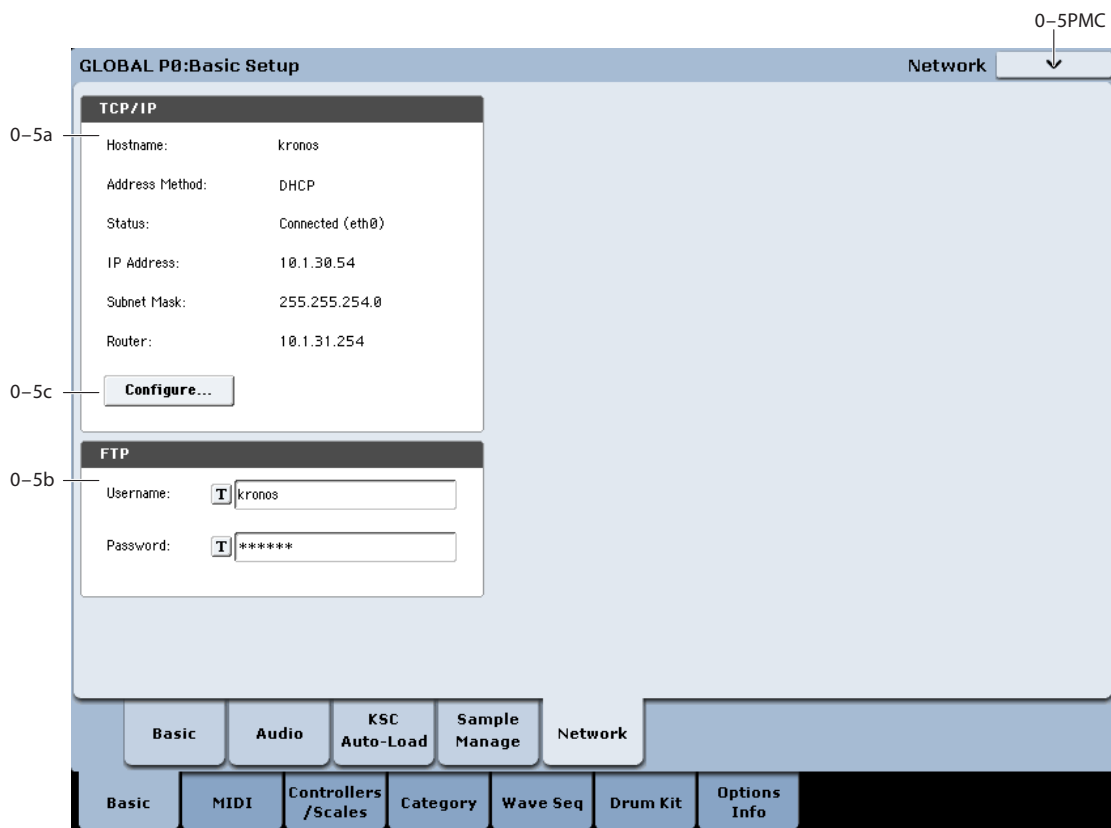 0–5PMC
GLOBAL P0:Basic Setup
Network
TCP/IP
0–5a
Hostname: kronos
Address Method: DHCP
Status: Connected (eth0)
IP Address: 10.1.30.54
Subnet Mask: 255.255.254.0
Router: 10.1.31.254
0–5c
Configure...
FTP
0–5b
Username: T kronos
Password: T ******
Basic
Audio
KSC
Auto-Load
Sample
Manage
Network
Basic
MIDI
Controllers
/Scales
Category
Wave Seq
Drum Kit
Options
Info